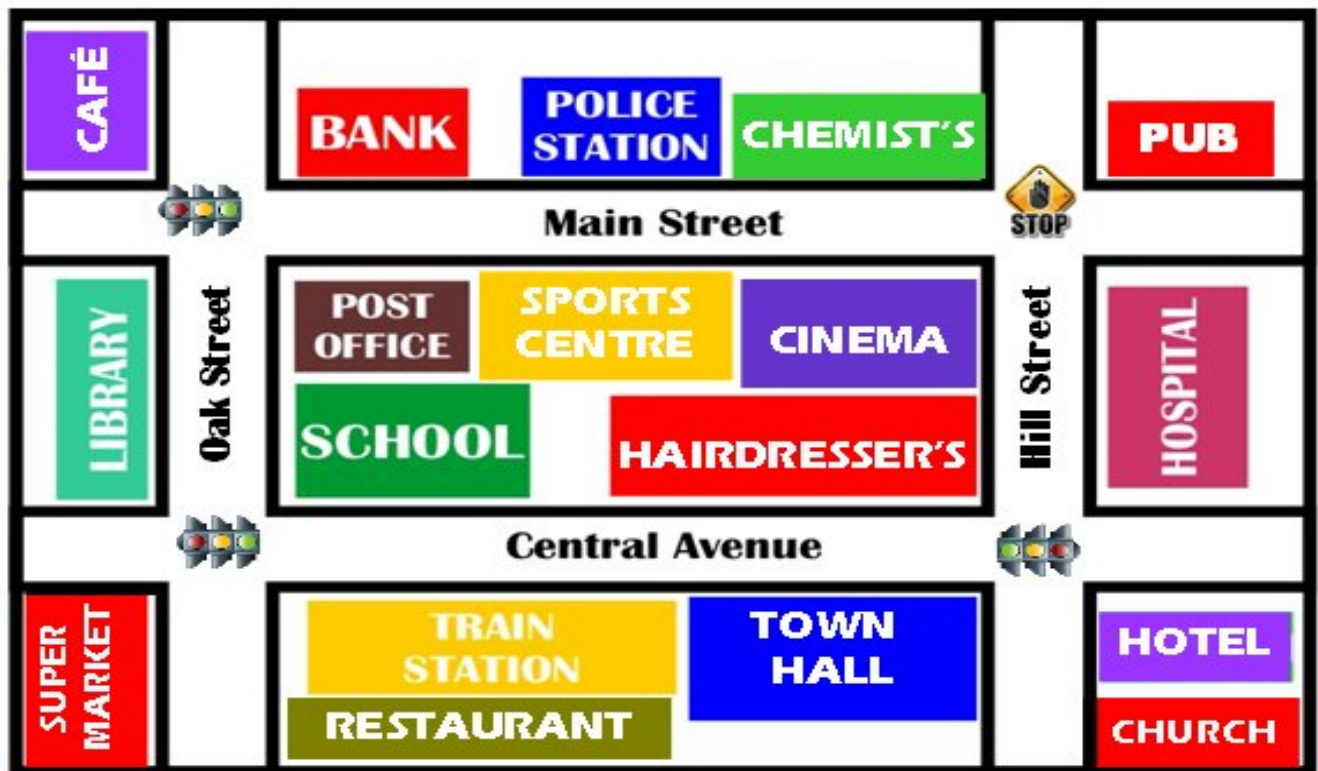 CAFÉ
BANK
POLICE
STATION
CHEMIST'S
PUB
Main Street
STOP
LIBRARY
Oak Street
POST
OFFICE
SPORTS
CENTRE
CINEMA
SCHOOL
HAIRDRESSER'S
Hill Street
HOSPITAL
Central Avenue
SUPER
MARKET
TRAIN
STATION
RESTAURANT
TOWN
HALL
HOTEL
CHURCH